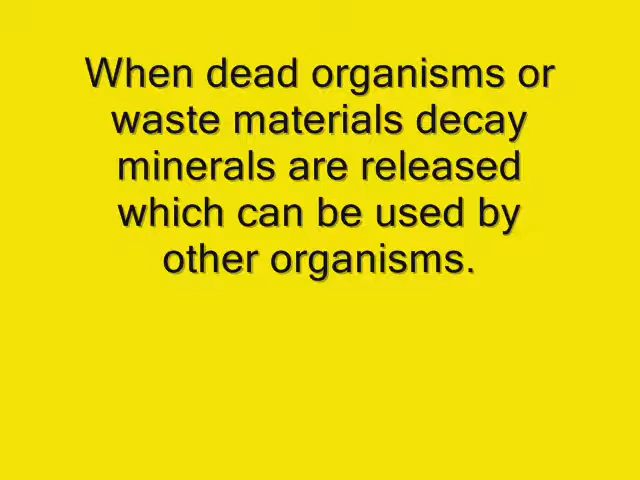 When dead organisms or
waste materials decay
minerals are released
which can be used by
other organisms.